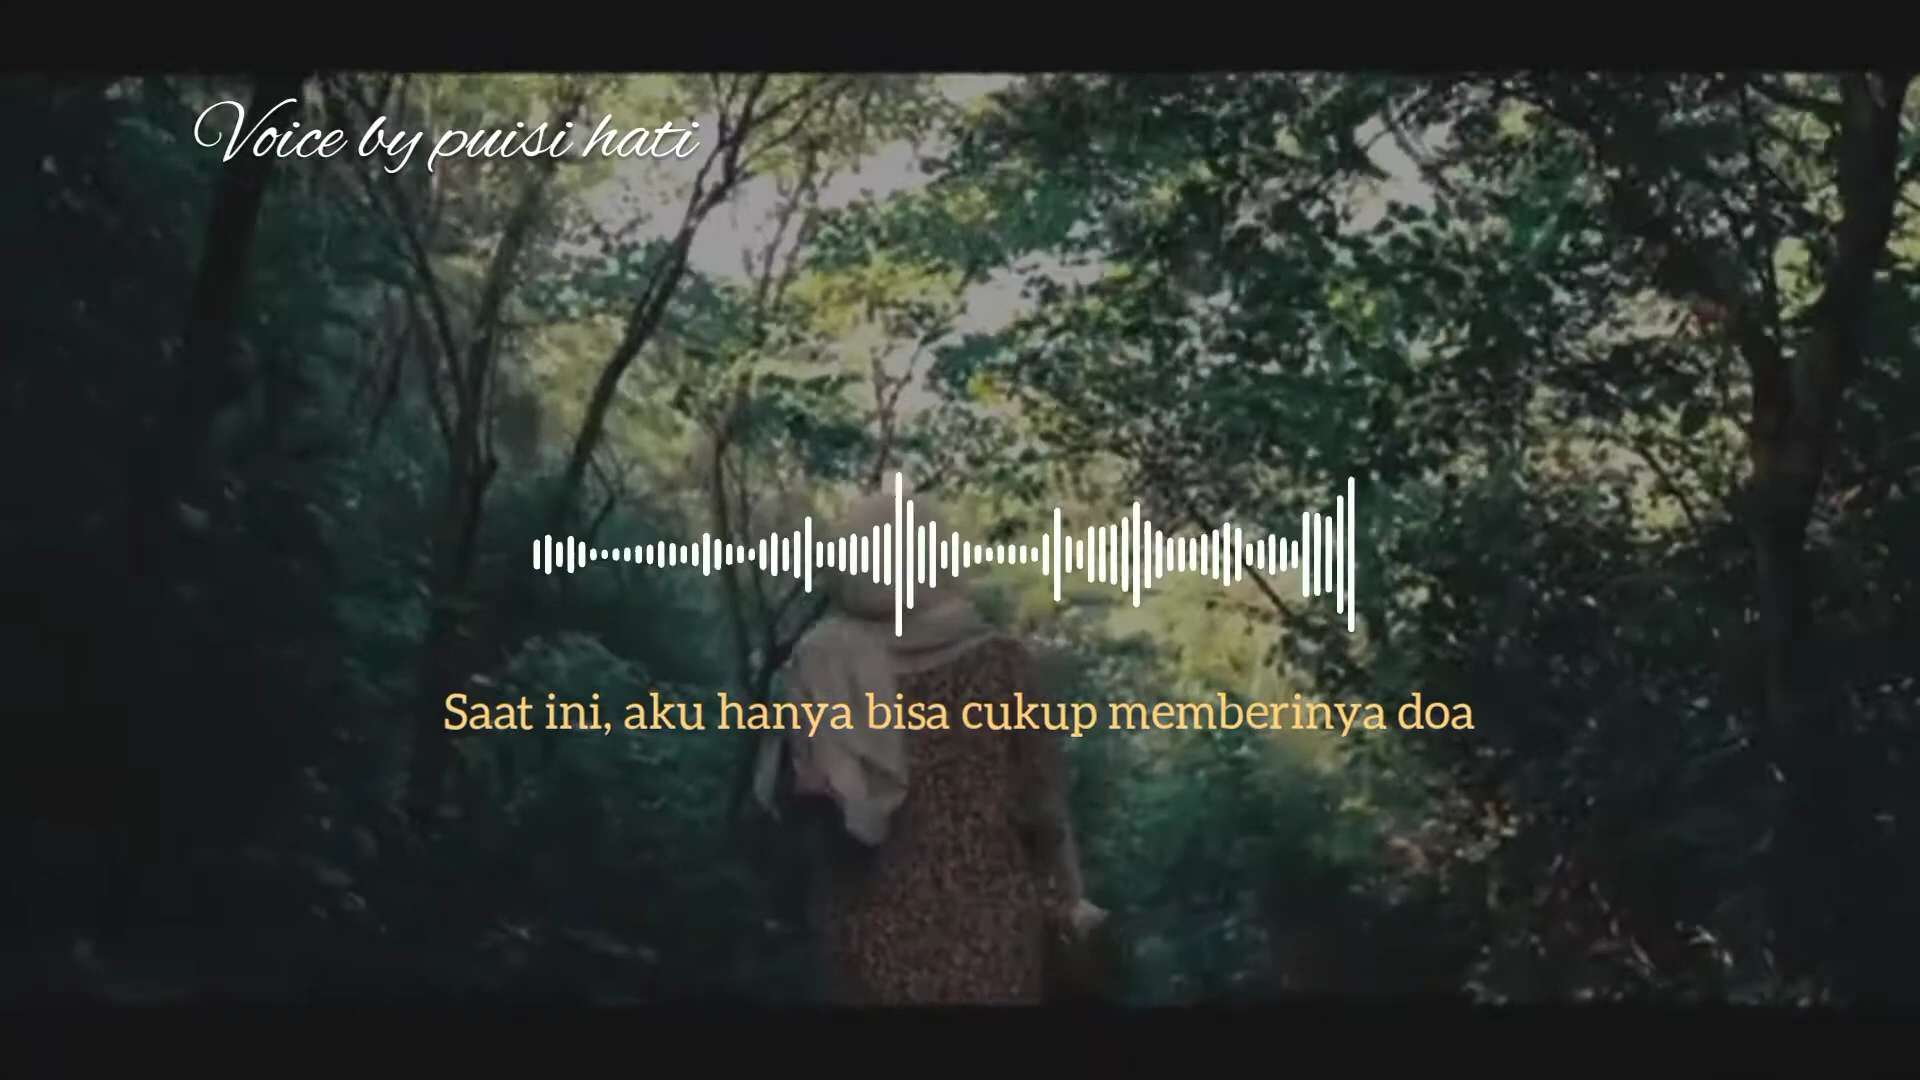 Voice by puisi hati
Saat ini, aku hanya bisa cukup memberinya doa